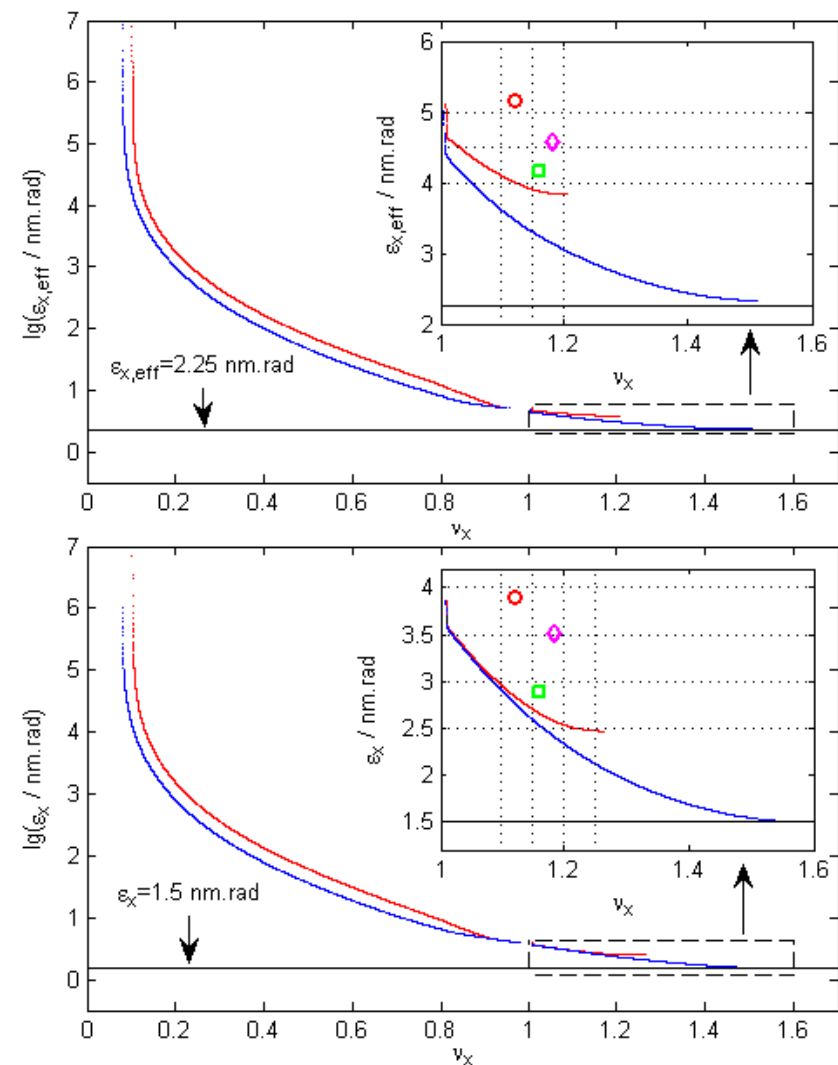 7
6
5
4
3
2
1
0
lg(εx,eff / nm.rad)
εx,eff=2.25 nm.rad
0 0.2 0.4 0.6 0.8 1 1.2 1.4 1.6
νx
6
5
4
3
2
εx,eff / nm.rad
1 1.2 1.4 1.6
νx
7
6
5
4
3
2
1
0
lg(εx / nm.rad)
εx=1.5 nm.rad
0 0.2 0.4 0.6 0.8 1 1.2 1.4 1.6
νx
4
3.5
3
2.5
2
1.5
εx / nm.rad
1 1.2 1.4 1.6
νx